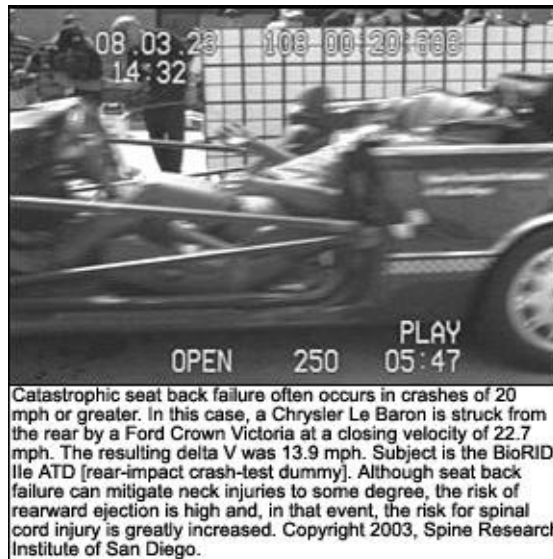 08.03.23 108 00:20:000
14:32
PLAY
OPEN 250 05:47
Catastrophic seat back failure often occurs in crashes of 20
mph or greater. In this case, a Chrysler Le Baron is struck from
the rear by a Ford Crown Victoria at a closing velocity of 22.7
mph. The resulting delta V was 13.9 mph. Subject is the BioRID
IIe ATD [rear-impact crash-test dummy]. Although seat back
failure can mitigate neck injuries to some degree, the risk of
rearward ejection is high and, in that event, the risk for spinal
cord injury is greatly increased. Copyright 2003, Spine Research
Institute of San Diego.